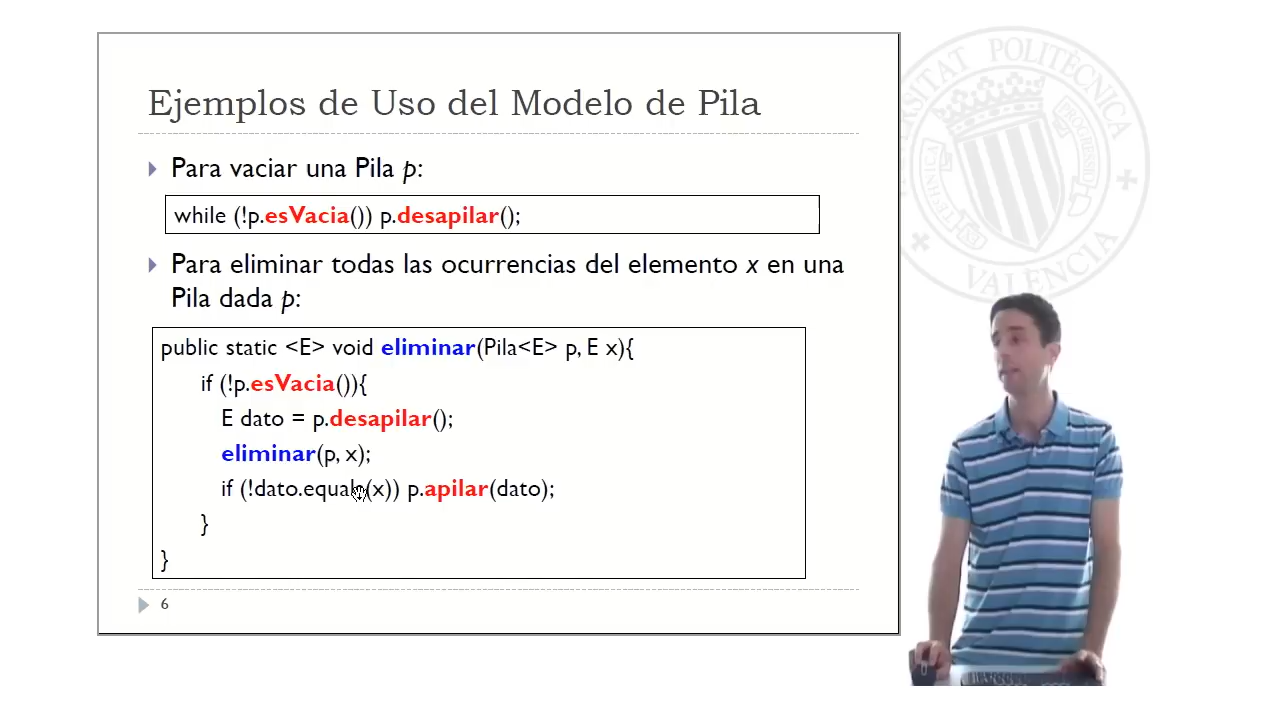 Ejemplos de Uso del Modelo de Pila
Para vaciar una Pila p:
while (!p.esVacia()) p.desapilar();
Para eliminar todas las ocurrencias del elemento x en una
Pila dada p:
public static <E> void eliminar(Pila<E> p, E x){
if (!p.esVacia()){
E dato = p.desapilar();
eliminar(p, x);
if (!dato.equals(x)) p.apilar(dato);
}
}
6
POLITÈCNICA
VALÈNCIA